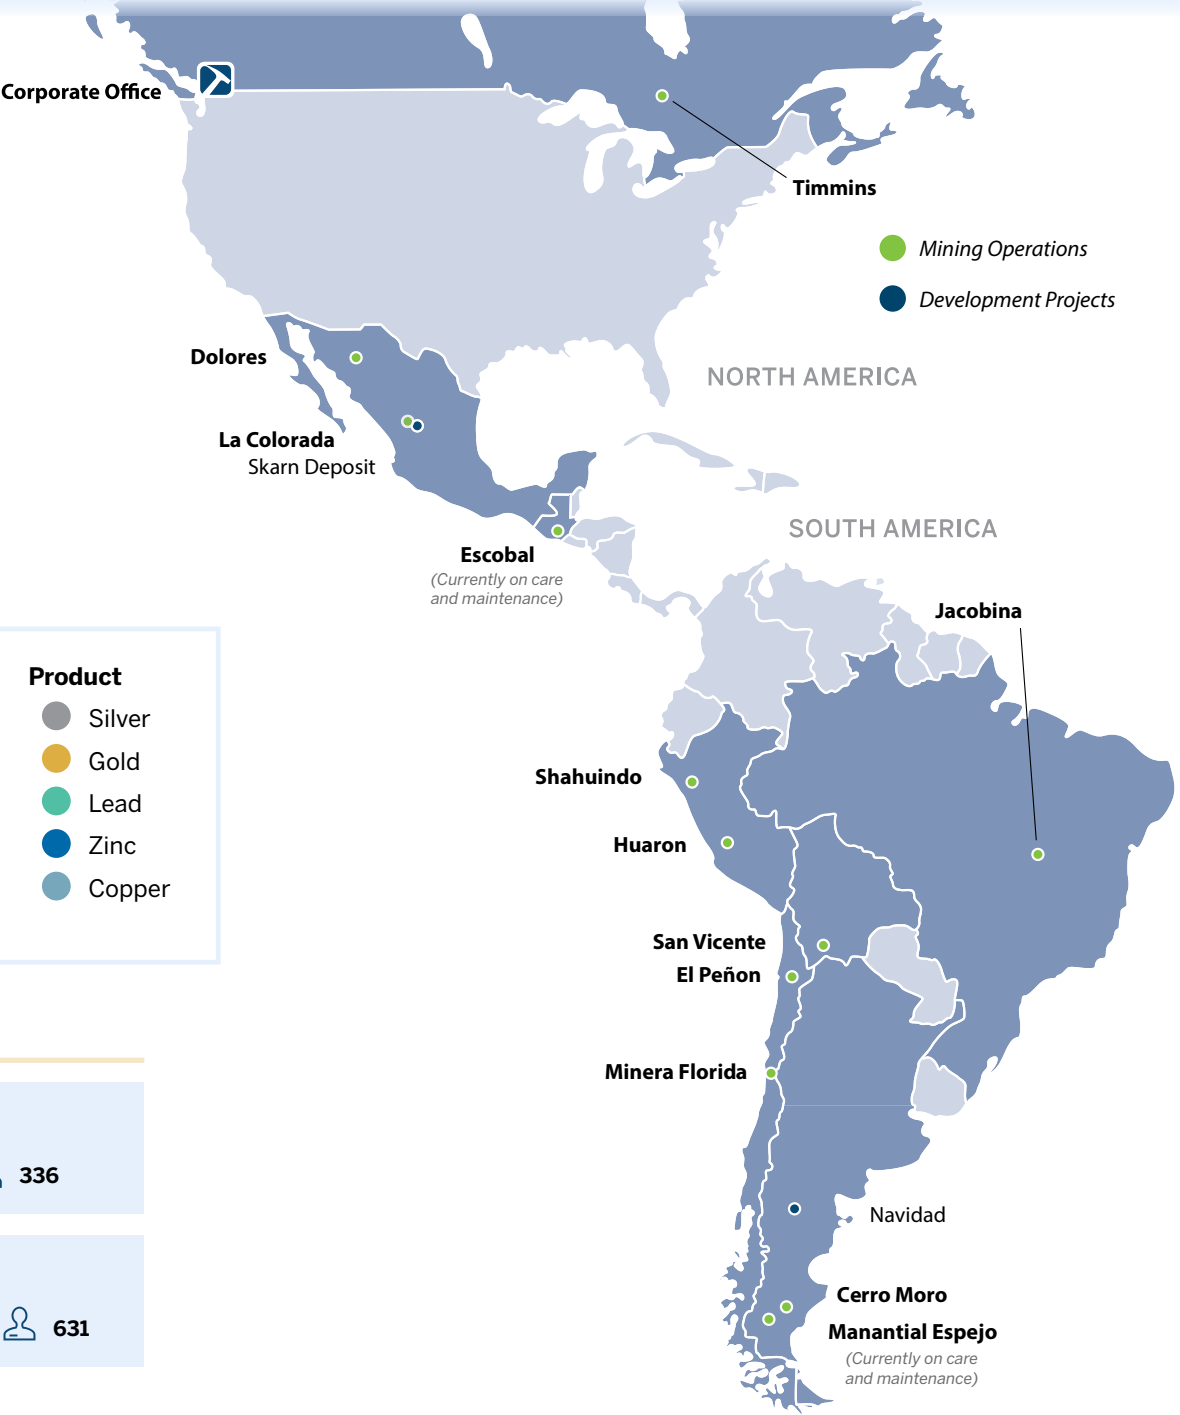 Corporate Office
Timmins
Mining Operations
Development Projects
Dolores
NORTH AMERICA
La Colorada
Skarn Deposit
SOUTH AMERICA
Escobal
(Currently on care
and maintenance)
Jacobina
Product
Silver
Gold
Lead
Zinc
Copper
Shahuindo
Huaron
San Vicente
El Peñon
Minera Florida
336
Navidad
Cerro Moro
631
Manantial Espejo
(Currently on care
and maintenance)